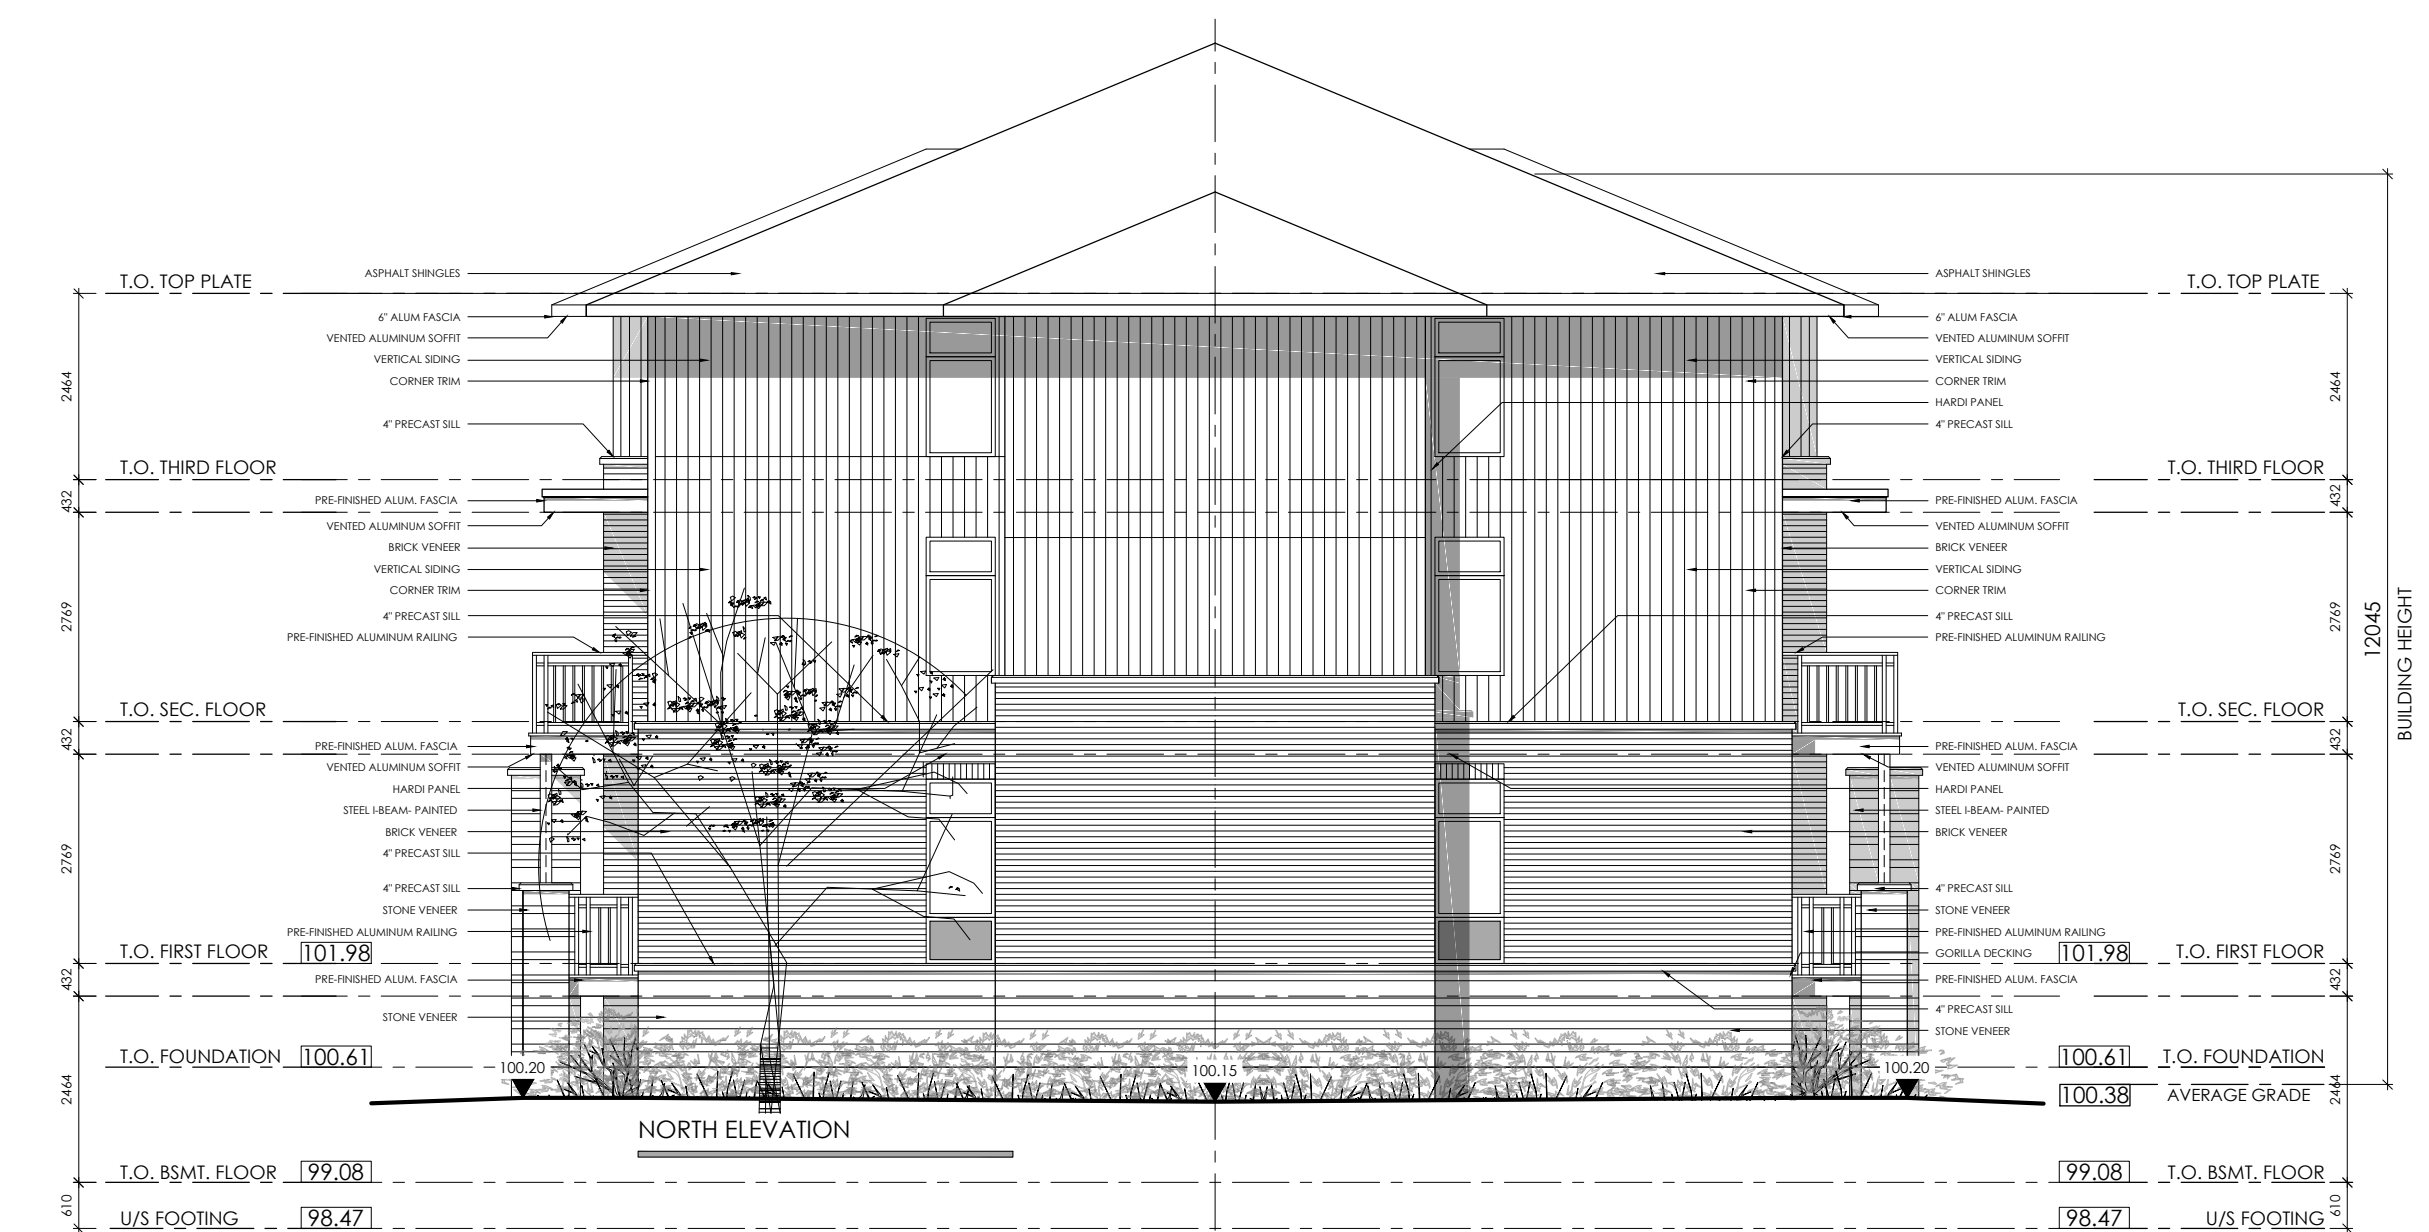 T.O. TOP PLATE
ASPHALT SHINGLES
ASPHALT SHINGLES
T.O. TOP PLATE
6" ALUM FASCIA
6" ALUM FASCIA
VENTED ALUMINUM SOFFIT
VENTED ALUMINUM SOFFIT
VERTICAL SIDING
VERTICAL SIDING
2464
CORNER TRIM
CORNER TRIM
2464
HARDI PANEL
4" PRECAST SILL
4" PRECAST SILL
T.O. THIRD FLOOR
T.O. THIRD FLOOR
432
PRE-FINISHED ALUM. FASCIA
PRE-FINISHED ALUM. FASCIA
432
VENTED ALUMINUM SOFFIT
VENTED ALUMINUM SOFFIT
BRICK VENEER
BRICK VENEER
VERTICAL SIDING
VERTICAL SIDING
CORNER TRIM
CORNER TRIM
2769
4" PRECAST SILL
4" PRECAST SILL
2769
12045
BUILDING HEIGHT
PRE-FINISHED ALUMINUM RAILING
PRE-FINISHED ALUMINUM RAILING
T.O. SEC. FLOOR
T.O. SEC. FLOOR
432
PRE-FINISHED ALUM. FASCIA
PRE-FINISHED ALUM. FASCIA
432
VENTED ALUMINUM SOFFIT
VENTED ALUMINUM SOFFIT
HARDI PANEL
HARDI PANEL
STEEL I-BEAM- PAINTED
STEEL I-BEAM- PAINTED
BRICK VENEER
BRICK VENEER
2769
4" PRECAST SILL
2769
4" PRECAST SILL
4" PRECAST SILL
STONE VENEER
STONE VENEER
PRE-FINISHED ALUMINUM RAILING
PRE-FINISHED ALUMINUM RAILING
T.O. FIRST FLOOR 101.98
GORILLA DECKING
101.98 T.O. FIRST FLOOR
432
PRE-FINISHED ALUM. FASCIA
PRE-FINISHED ALUM. FASCIA
432
4" PRECAST SILL
STONE VENEER
STONE VENEER
T.O. FOUNDATION 100.61
100.61 T.O. FOUNDATION
100.20
100.15
100.20
2464
100.38 AVERAGE GRADE
2464
NORTH ELEVATION
T.O. BSMT. FLOOR 99.08
99.08 T.O. BSMT. FLOOR
610
U/S FOOTING 98.47
98.47 U/S FOOTING
610